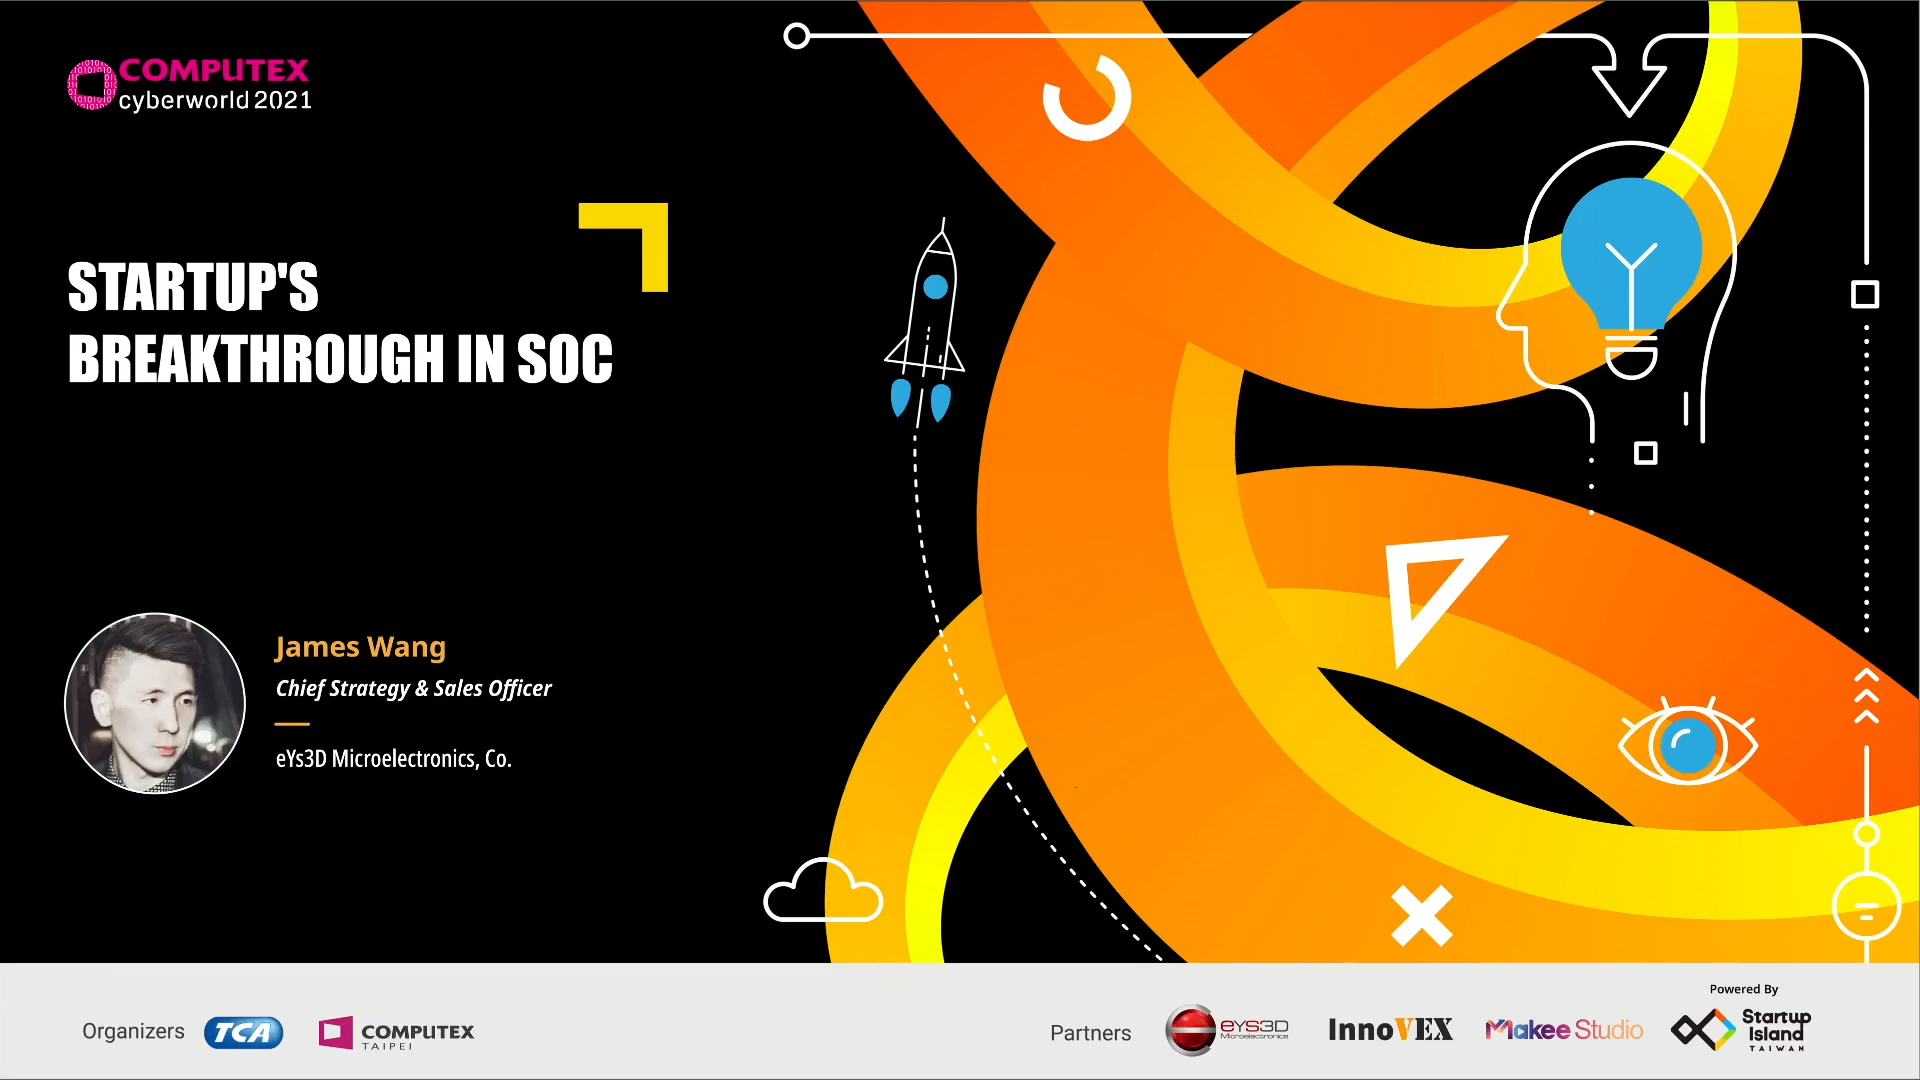 COMPUTEX
cyberworld 2021
STARTUP'S
BREAKTHROUGH IN SOC
James Wang
Chief Strategy & Sales Officer
eYs3D Microelectronics, Co.
Organizers
TCA
COMPUTEX
TAIPEI
Partners
eYS3D
Microelectronics
InnoVEX
Makee Studio
Powered By
Startup
Island
TAIWAN